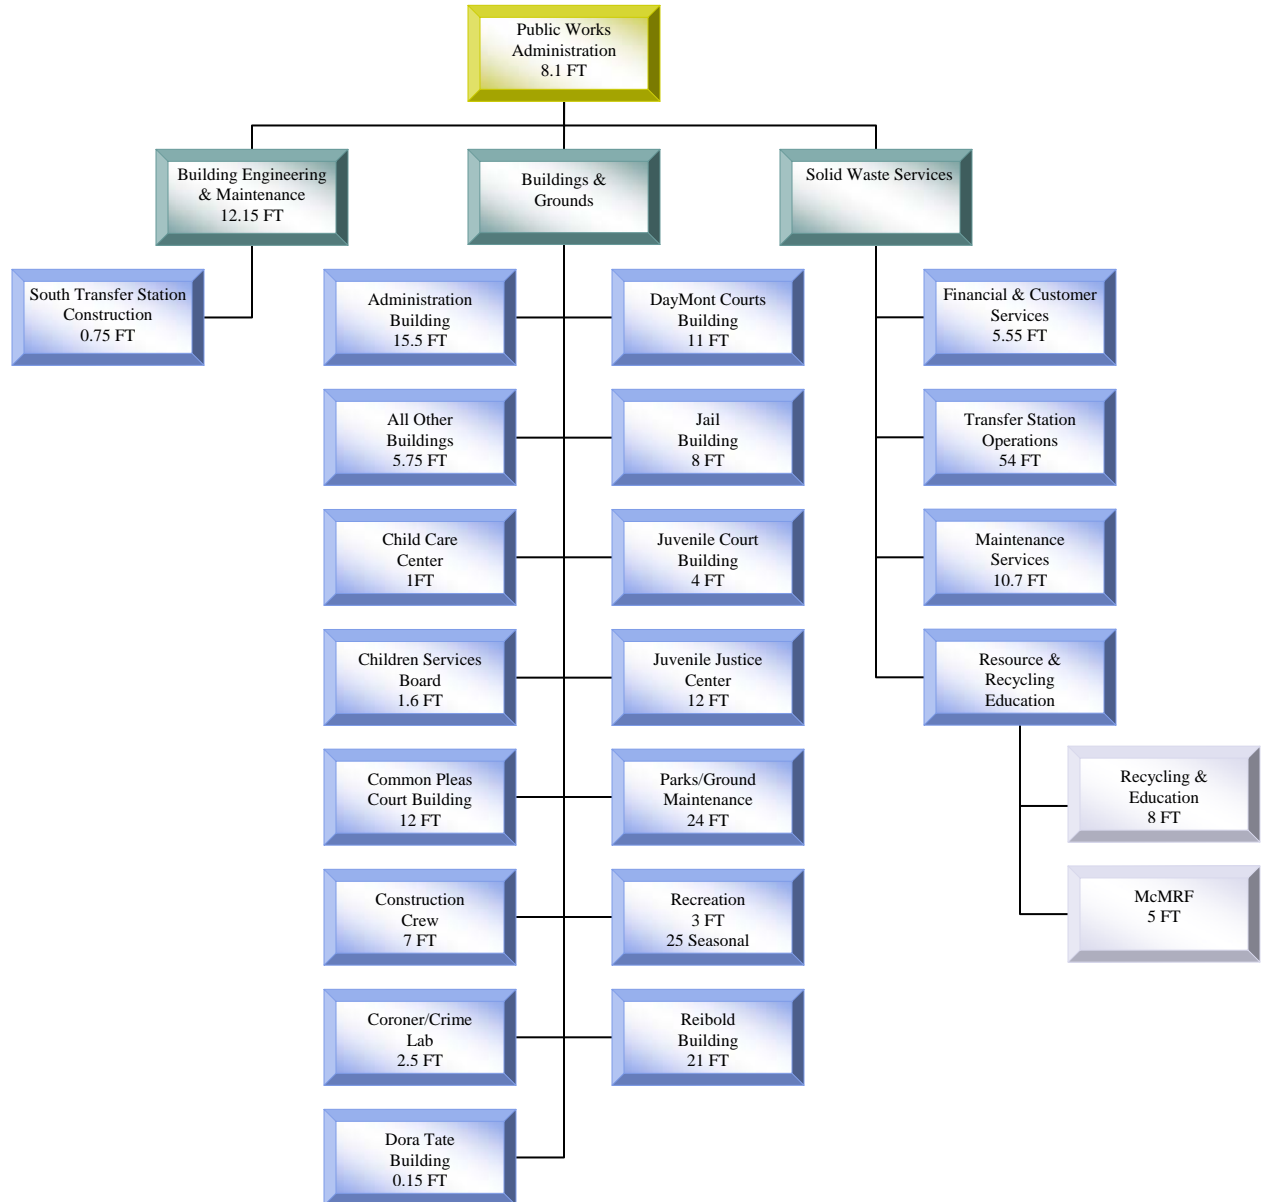 Public Works
Administration
8.1 FT
Building Engineering
& Maintenance
12.15 FT
Buildings &
Grounds
Solid Waste Services
South Transfer Station
Construction
0.75 FT
Administration
Building
15.5 FT
DayMont Courts
Building
11 FT
Financial & Customer
Services
5.55 FT
All Other
Buildings
5.75 FT
Jail
Building
8 FT
Transfer Station
Operations
54 FT
Child Care
Center
1FT
Juvenile Court
Building
4 FT
Maintenance
Services
10.7 FT
Children Services
Board
1.6 FT
Juvenile Justice
Center
12 FT
Resource &
Recycling
Education
Common Pleas
Court Building
12 FT
Parks/Ground
Maintenance
24 FT
Recycling &
Education
8 FT
Construction
Crew
7 FT
Recreation
3 FT
25 Seasonal
McMRF
5 FT
Coroner/Crime
Lab
2.5 FT
Reibold
Building
21 FT
Dora Tate
Building
0.15 FT